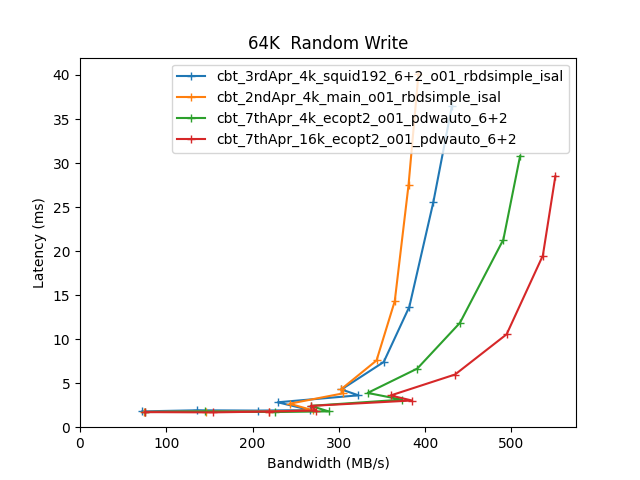 64K  Random Write
cbt_3rdApr_4k_squid192_6+2_o01_rbdsimple_isal
cbt_2ndApr_4k_main_o01_rbdsimple_isal
cbt_7thApr_4k_ecopt2_o01_pdwauto_6+2
cbt_7thApr_16k_ecopt2_o01_pdwauto_6+2
Latency (ms)
40
35
30
25
20
15
10
5
0
0 100 200 300 400 500
Bandwidth (MB/s)